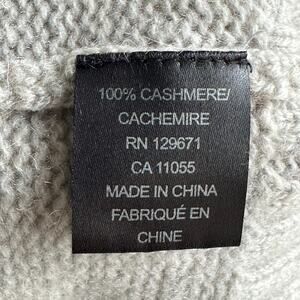 100% CASHMERE/
CACHEMIRE
RN 129671
CA 11055
MADE IN CHINA
FABRIQUÉ EN
CHINE